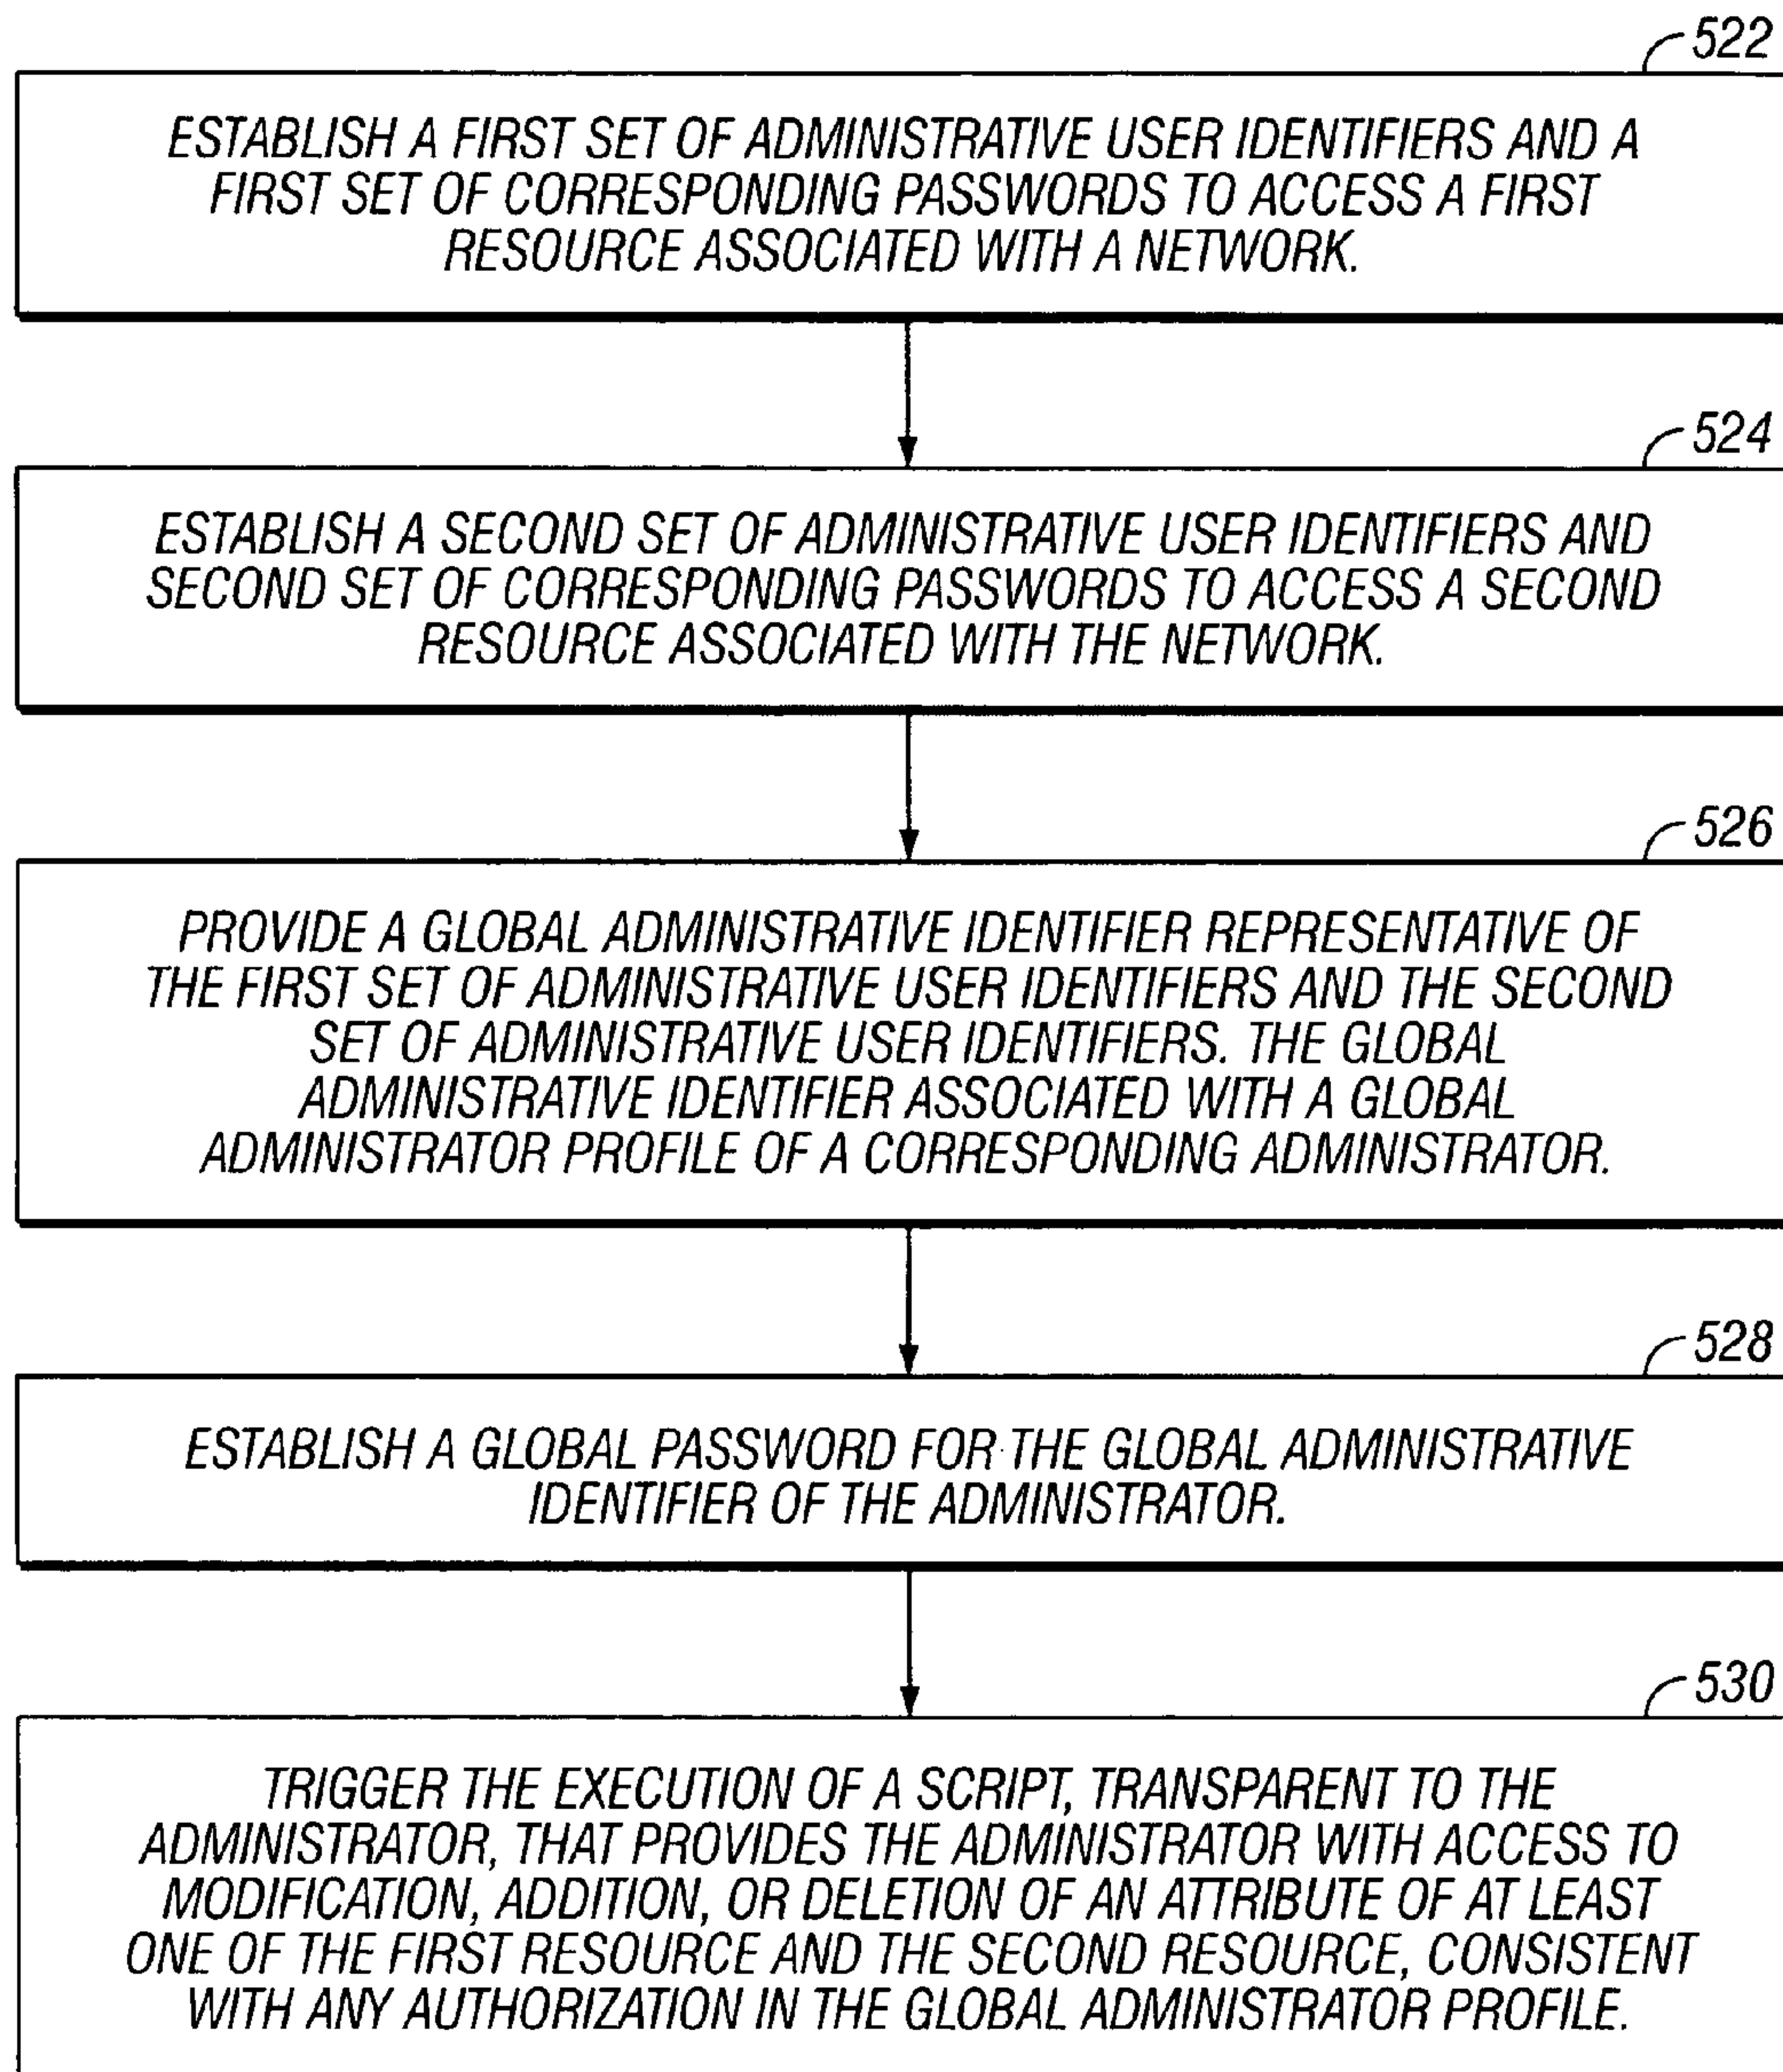 522
ESTABLISH A FIRST SET OF ADMINISTRATIVE USER IDENTIFIERS AND A
FIRST SET OF CORRESPONDING PASSWORDS TO ACCESS A FIRST
RESOURCE ASSOCIATED WITH A NETWORK.
524
ESTABLISH A SECOND SET OF ADMINISTRATIVE USER IDENTIFIERS AND
SECOND SET OF CORRESPONDING PASSWORDS TO ACCESS A SECOND
RESOURCE ASSOCIATED WITH THE NETWORK.
526
PROVIDE A GLOBAL ADMINISTRATIVE IDENTIFIER REPRESENTATIVE OF
THE FIRST SET OF ADMINISTRATIVE USER IDENTIFIERS AND THE SECOND
SET OF ADMINISTRATIVE USER IDENTIFIERS. THE GLOBAL
ADMINISTRATIVE IDENTIFIER ASSOCIATED WITH A GLOBAL
ADMINISTRATOR PROFILE OF A CORRESPONDING ADMINISTRATOR.
528
ESTABLISH A GLOBAL PASSWORD FOR THE GLOBAL ADMINISTRATIVE
IDENTIFIER OF THE ADMINISTRATOR.
530
TRIGGER THE EXECUTION OF A SCRIPT, TRANSPARENT TO THE
ADMINISTRATOR, THAT PROVIDES THE ADMINISTRATOR WITH ACCESS TO
MODIFICATION, ADDITION, OR DELETION OF AN ATTRIBUTE OF AT LEAST
ONE OF THE FIRST RESOURCE AND THE SECOND RESOURCE, CONSISTENT
WITH ANY AUTHORIZATION IN THE GLOBAL ADMINISTRATOR PROFILE.